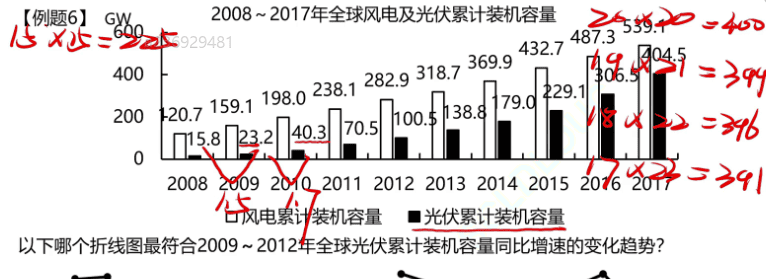 【例题6】 GW 2008~2017年全球风电及光伏累计装机容量 20×20=400
600 15×15=225 5929481 539.1
487.3 19×21=399
432.7 404.5
400 369.9 306.5
318.7
282.9 229.1
238.1 18×22=396
198.0 179.0
200 159.1 138.8
120.7 100.5
15.8 23.2 40.3 70.5 17×23=391
0
2008 2009 2010 2011 2012 2013 2014 2015 2016 2017
1.5 1.7
风电累计装机容量 光伏累计装机容量
以下哪个折线图最符合2009~2012年全球光伏累计装机容量同比增速的变化趋势?